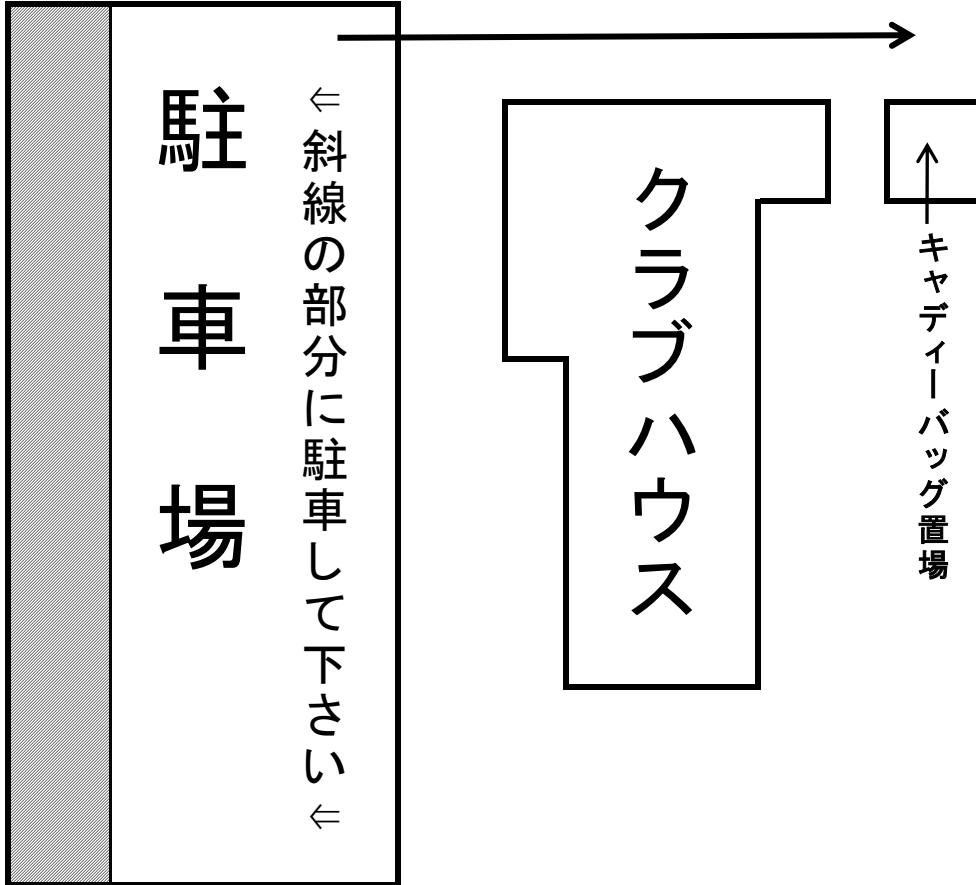 駐車場
⇐斜線の部分に駐車して下さい⇐
クラブハウス
キャディーバッグ置場